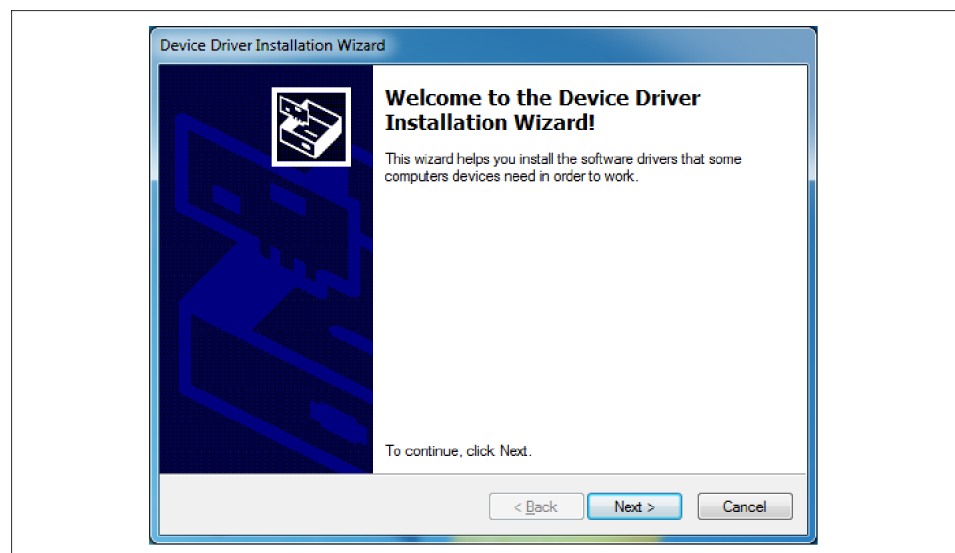 Device Driver Installation Wizard
Welcome to the Device Driver
Installation Wizard!
This wizard helps you install the software drivers that some
computers devices need in order to work.
To continue, click Next.
< Back
Next >
Cancel